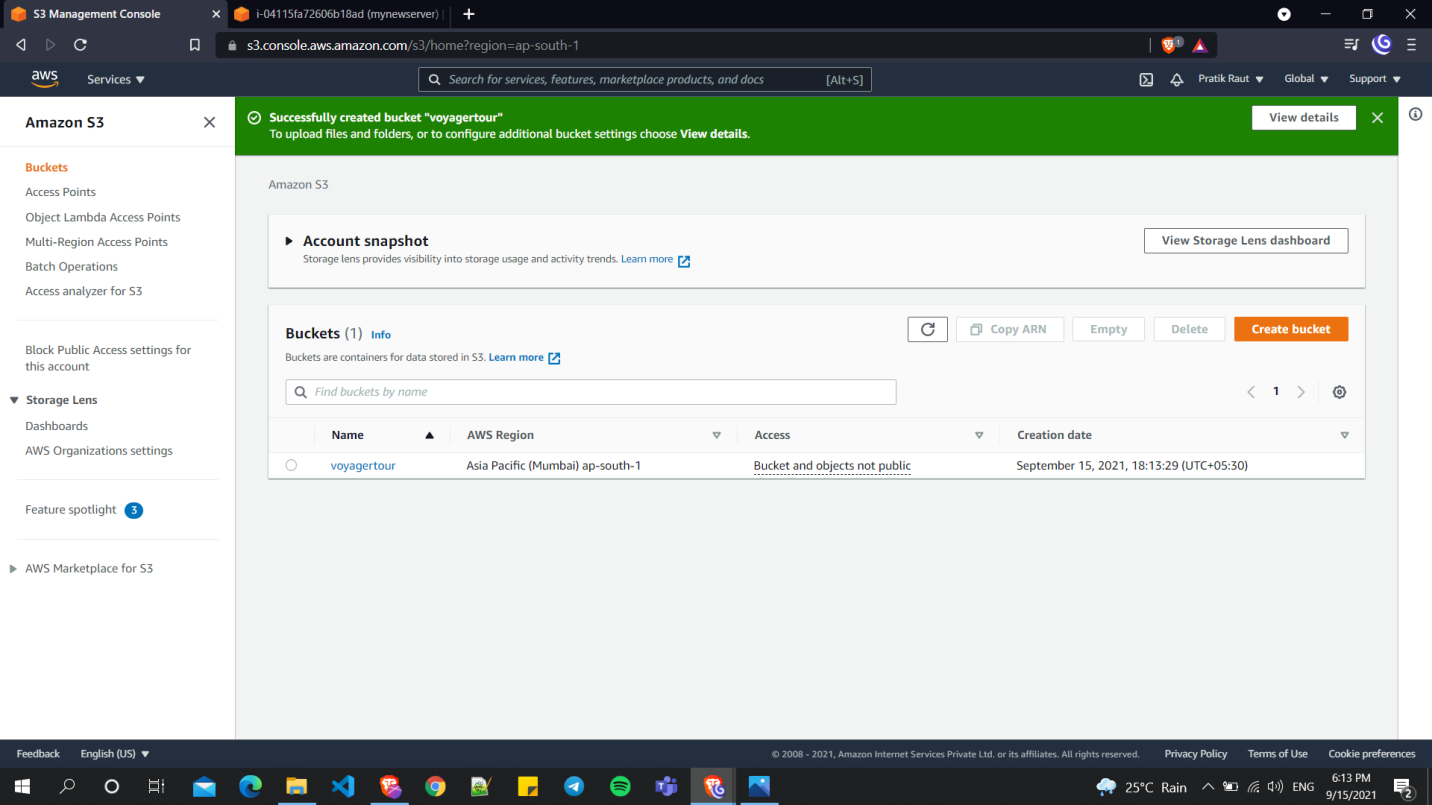 S3 Management Console
i-04115fa72606b18ad (mynewserver)
s3.console.aws.amazon.com/s3/home?region=ap-south-1
1
aws
Services
Search for services, features, marketplace products, and docs [Alt+S]
Pratik Raut
Global
Support
Amazon S3
Buckets
Access Points
Object Lambda Access Points
Multi-Region Access Points
Batch Operations
Access analyzer for S3
Block Public Access settings for
this account
Storage Lens
Dashboards
AWS Organizations settings
Feature spotlight 3
AWS Marketplace for S3
Successfully created bucket "voyagertour"
To upload files and folders, or to configure additional bucket settings choose View details.
View details
Amazon S3
Account snapshot
Storage lens provides visibility into storage usage and activity trends. Learn more
View Storage Lens dashboard
Buckets (1) Info
Buckets are containers for data stored in S3. Learn more
Copy ARN
Empty
Delete
Create bucket
Find buckets by name
1
Name AWS Region Access Creation date
voyagertour Asia Pacific (Mumbai) ap-south-1 Bucket and objects not public September 15, 2021, 18:13:29 (UTC+05:30)
Feedback English (US)
© 2008 - 2021, Amazon Internet Services Private Ltd. or its affiliates. All rights reserved. Privacy Policy Terms of Use Cookie preferences
25°C Rain
ENG
6:13 PM
9/15/2021
2